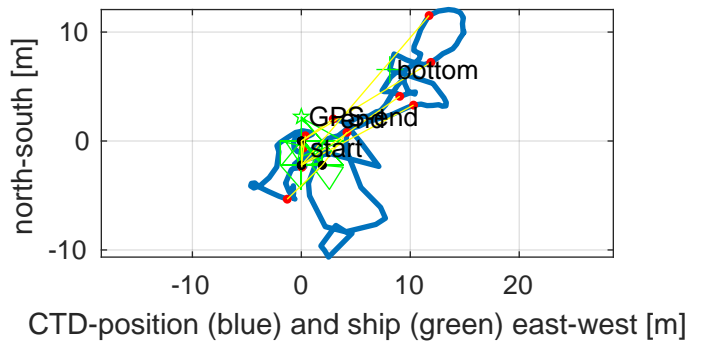 10
0
-10
north-south [m]
bottom
GPS-end
end
start
-10
0
10
20
CTD-position (blue) and ship (green) east-west [m]